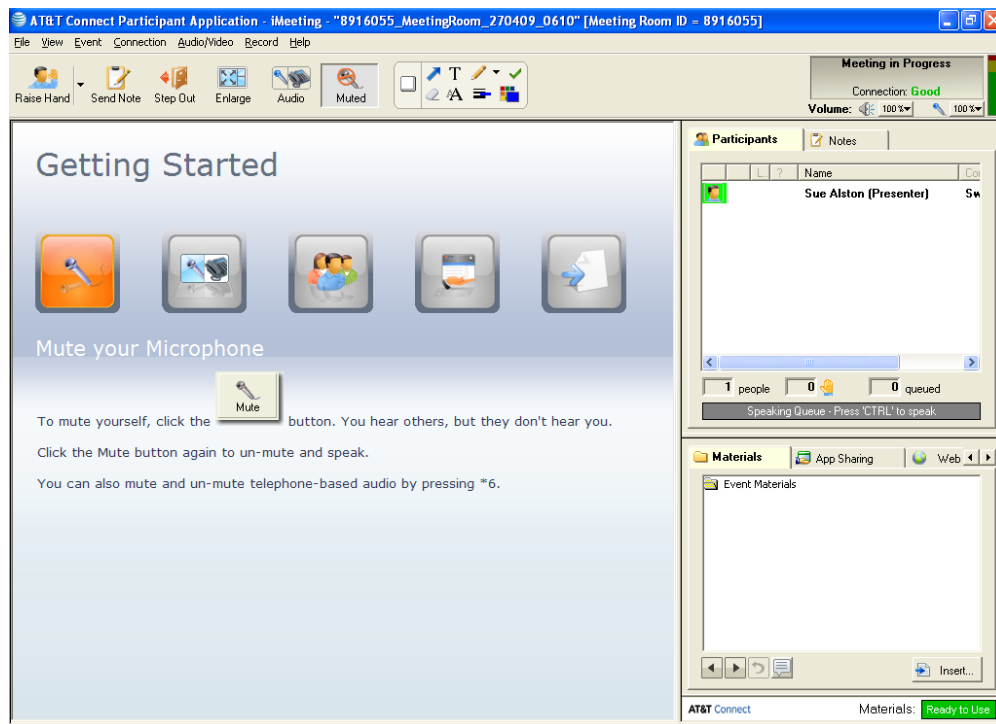 AT&T Connect Participant Application - iMeeting - "8916055_MeetingRoom_270409_0610" [Meeting Room ID = 8916055]
File View Event Connection Audio/Video Record Help
Raise Hand Send Note Step Out Enlarge Audio Muted
T
A
Meeting in Progress
Connection: Good
Volume: 100% 100%
Participants Notes
L. ? Name
Sue Alston (Presenter)
1 people 0 0 queued
Speaking Queue - Press 'CTRL' to speak
Getting Started
Mute your Microphone
Mute
To mute yourself, click the button. You hear others, but they don't hear you.
Click the Mute button again to un-mute and speak.
You can also mute and un-mute telephone-based audio by pressing *6.
Materials App Sharing Web
Event Materials
Insert...
AT&T Connect Materials: Ready to Use